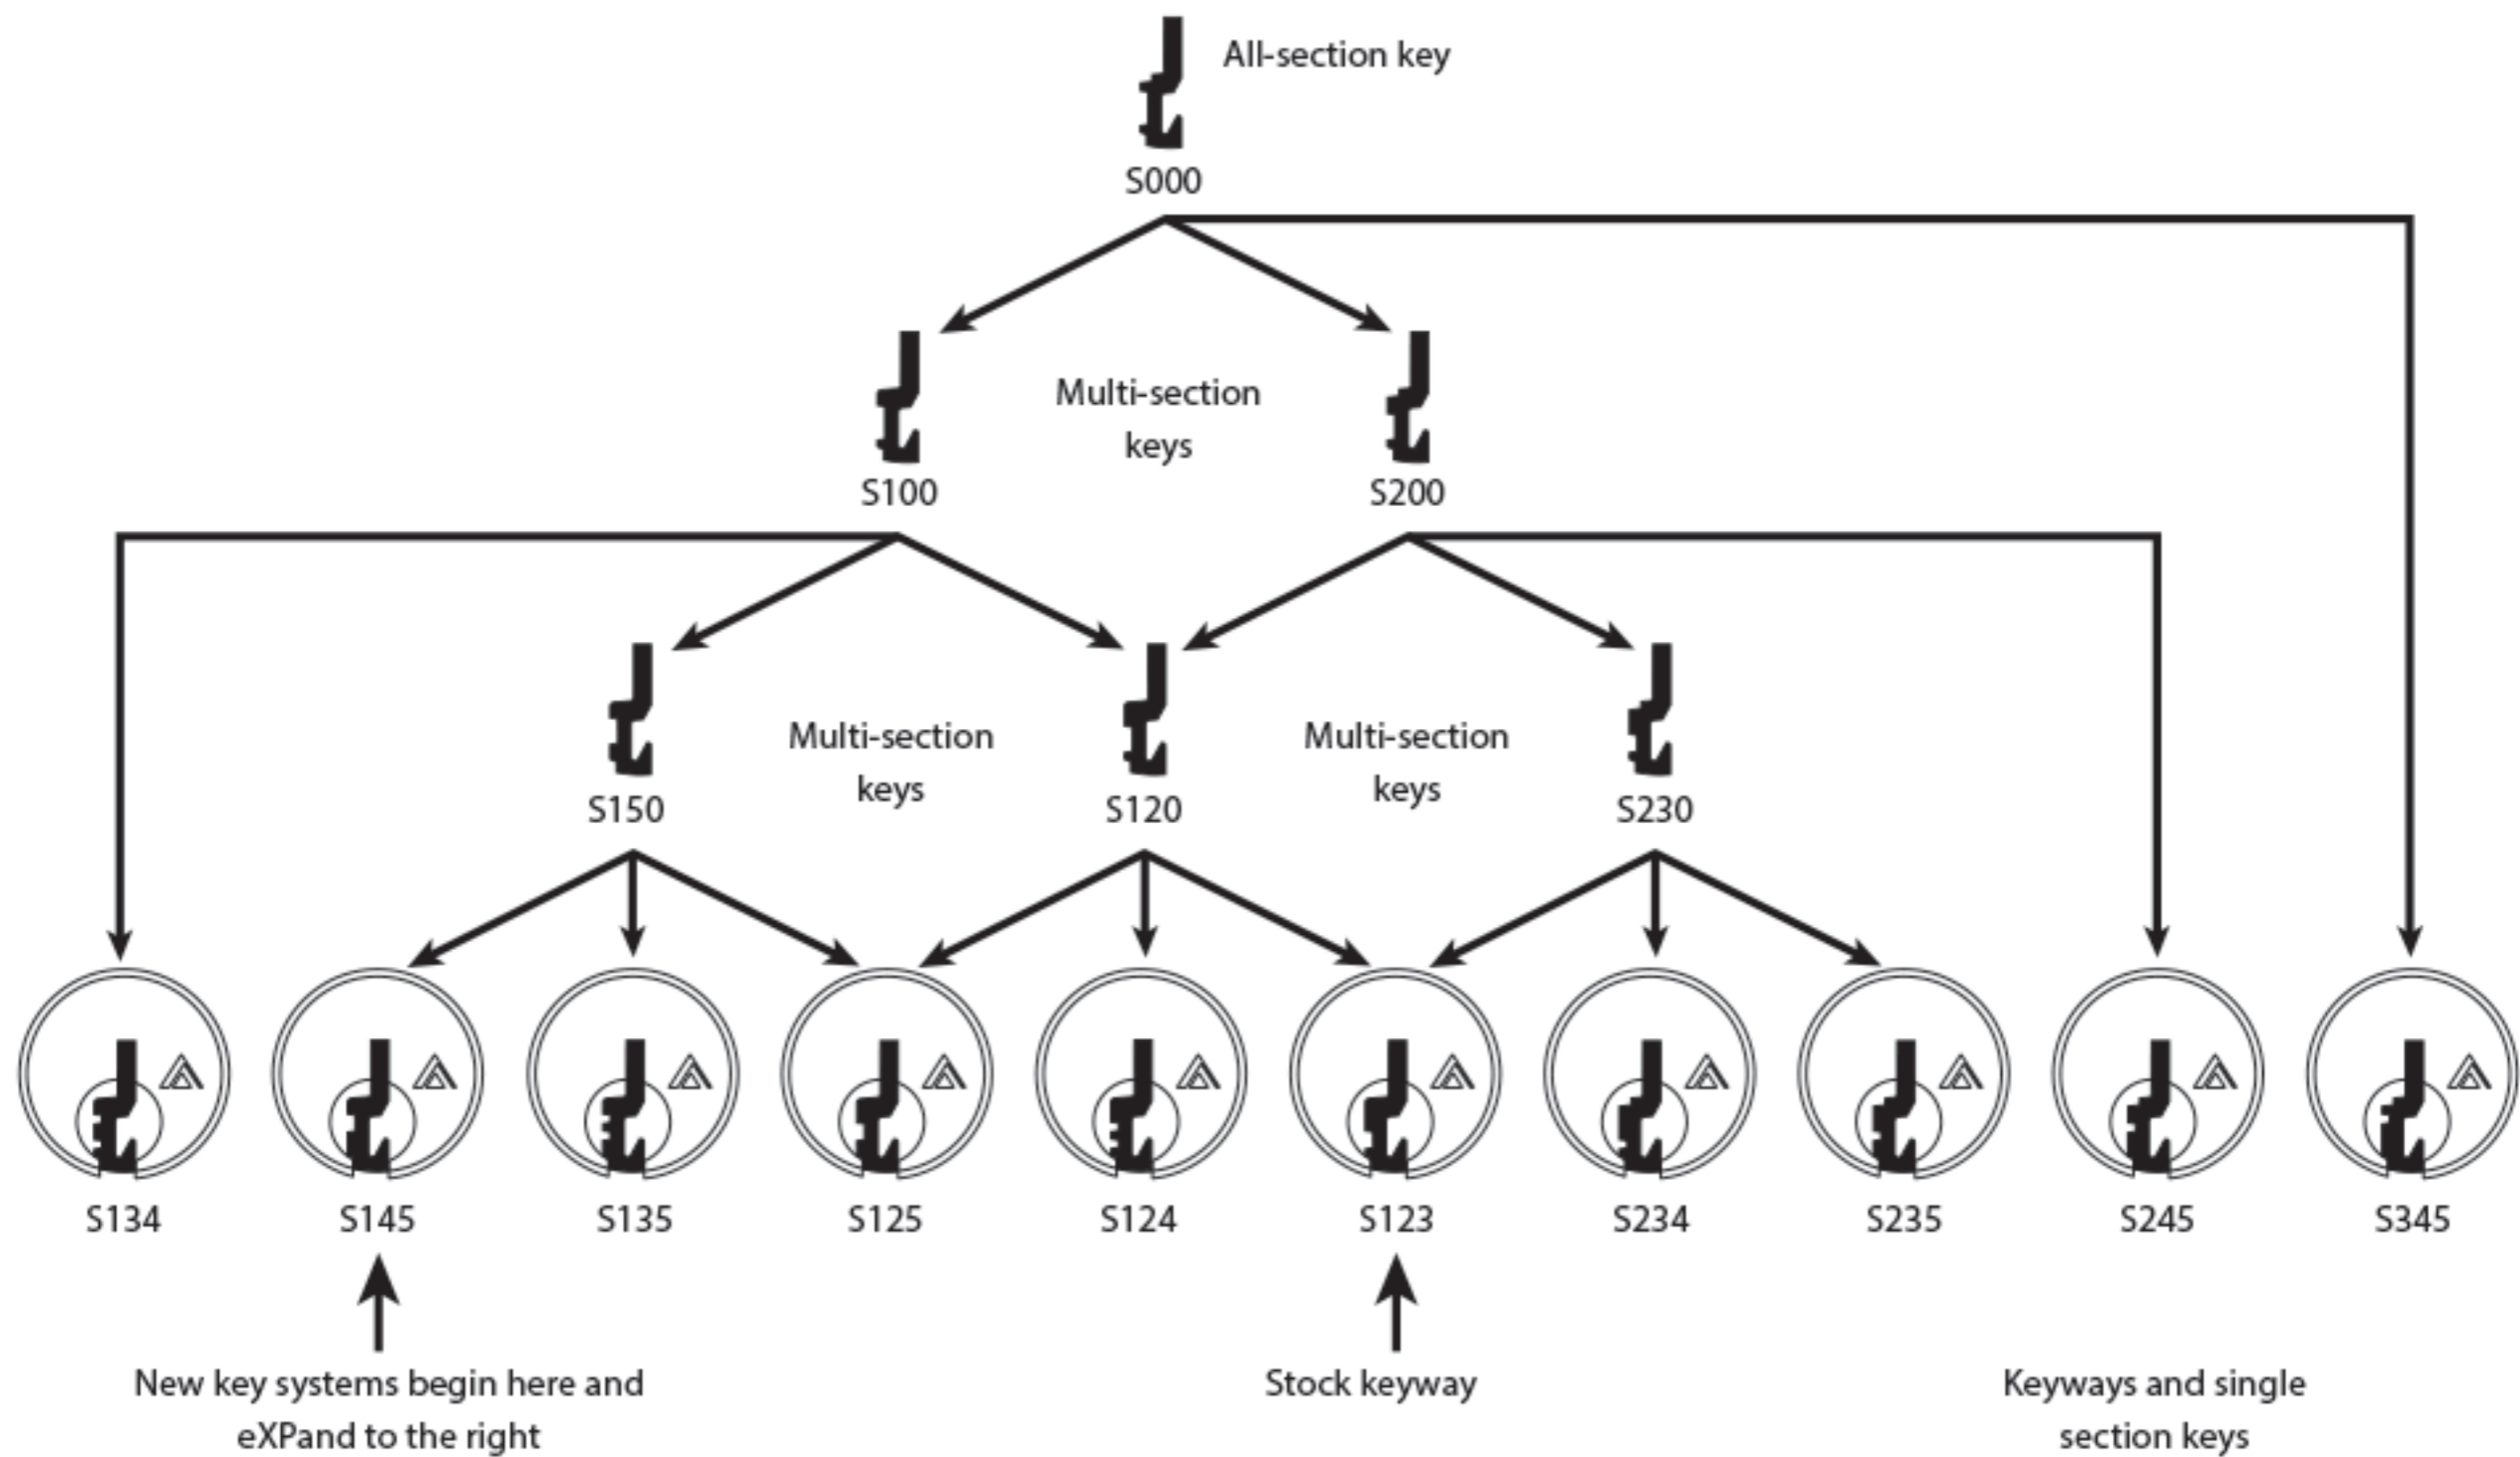 All-section key
S000
Multi-section
keys
S100
S200
Multi-section
keys
Multi-section
keys
S150
S120
S230
S134
S145
S135
S125
S124
S123
S234
S235
S245
S345
New key systems begin here and
eXPand to the right
Stock keyway
Keyways and single
section keys